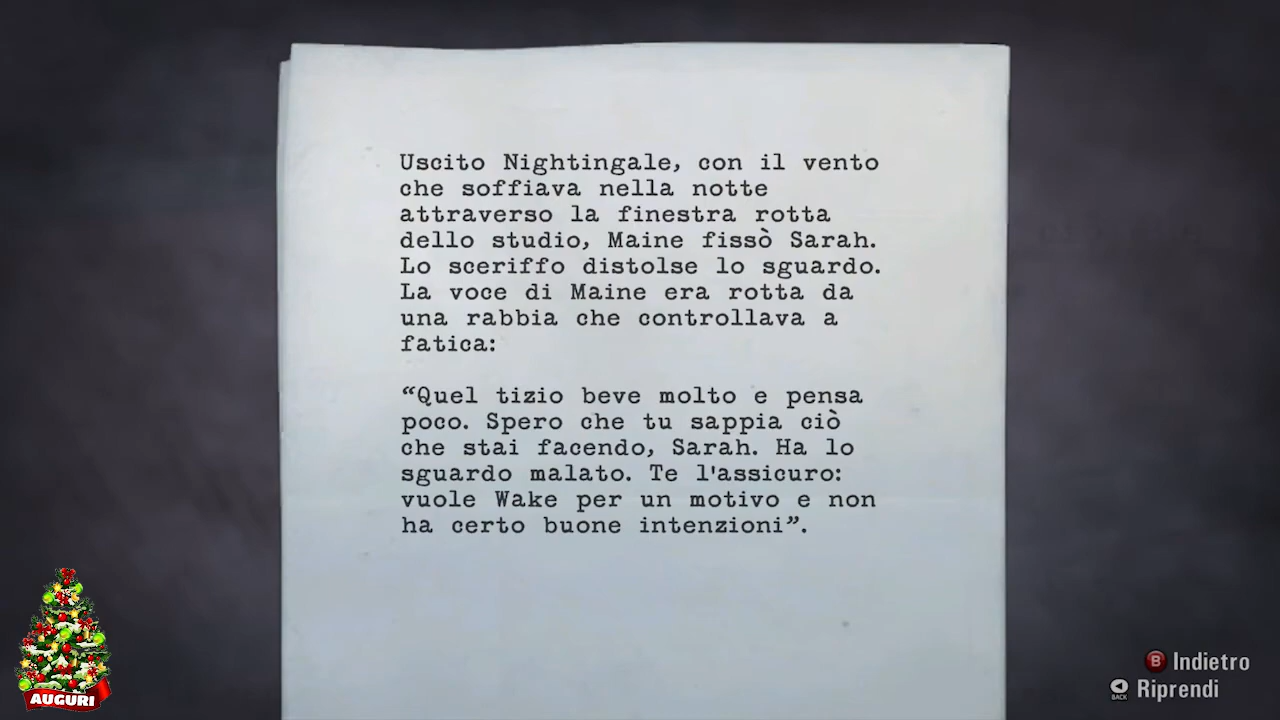 Uscito Nightingale, con il vento
che soffiava nella notte
attraverso la finestra rotta
dello studio, Maine fissò Sarah.
Lo sceriffo distolse lo sguardo.
La voce di Maine era rotta da
una rabbia che controllava a
fatica:
“Quel tizio beve molto e pensa
poco. Spero che tu sappia ciò
che stai facendo, Sarah. Ha lo
sguardo malato. Te l'assicuro:
vuole Wake per un motivo e non
ha certo buone intenzioni”.
AUGURI
B Indietro
BACK Riprendi